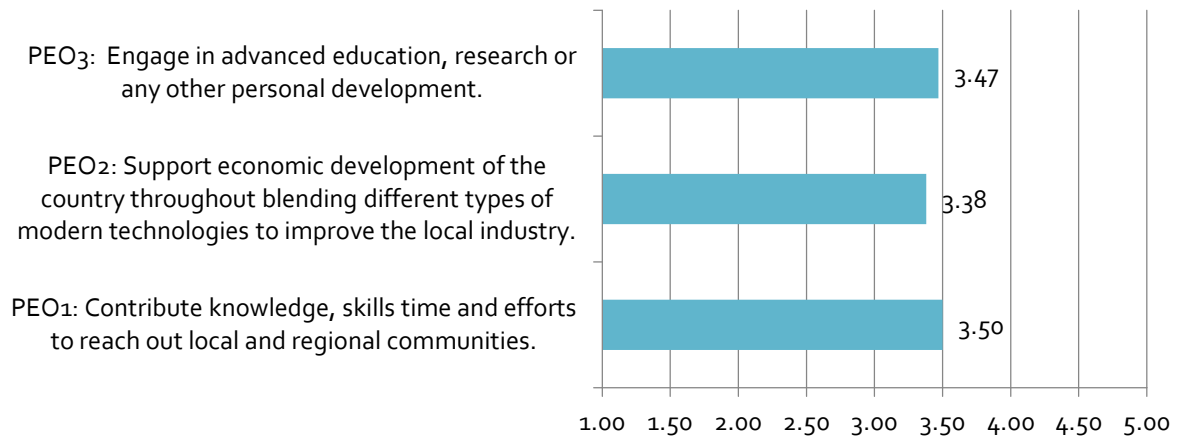 PEO3:  Engage in advanced education, research or
any other personal development.
3.47
PEO2: Support economic development of the
country throughout blending different types of
modern technologies to improve the local industry.
3.38
PEO1: Contribute knowledge, skills time and efforts
to reach out local and regional communities.
3.50
1.00 1.50 2.00 2.50 3.00 3.50 4.00 4.50 5.00